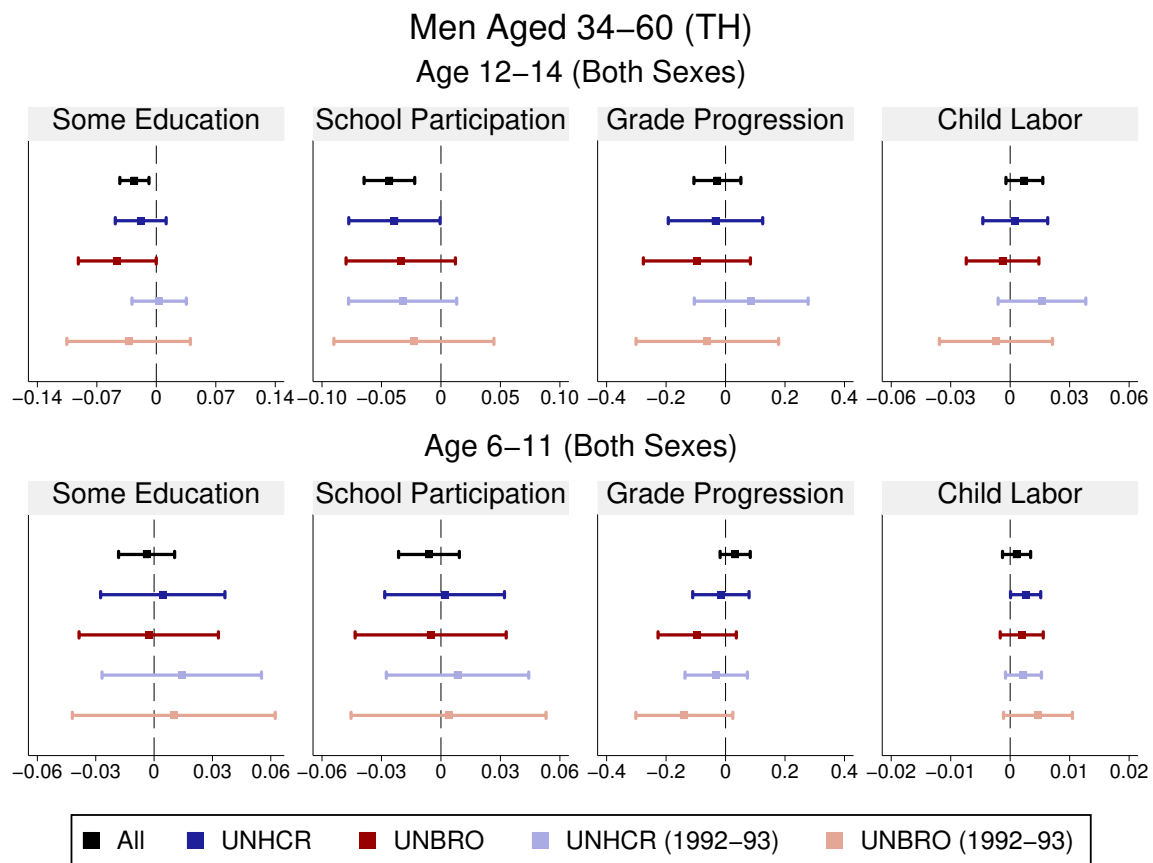 Men Aged 34−60 (TH)
Age 12−14 (Both Sexes)
Some Education School Participation Grade Progression Child Labor
−0.14 −0.07 0 0.07 0.14 −0.10 −0.05 0 0.05 0.10 −0.4 −0.2 0 0.2 0.4 −0.06 −0.03 0 0.03 0.06
Age 6−11 (Both Sexes)
Some Education School Participation Grade Progression Child Labor
−0.06 −0.03 0 0.03 0.06 −0.06 −0.03 0 0.03 0.06 −0.4 −0.2 0 0.2 0.4 −0.02 −0.01 0 0.01 0.02
All UNHCR UNBRO UNHCR (1992−93) UNBRO (1992−93)